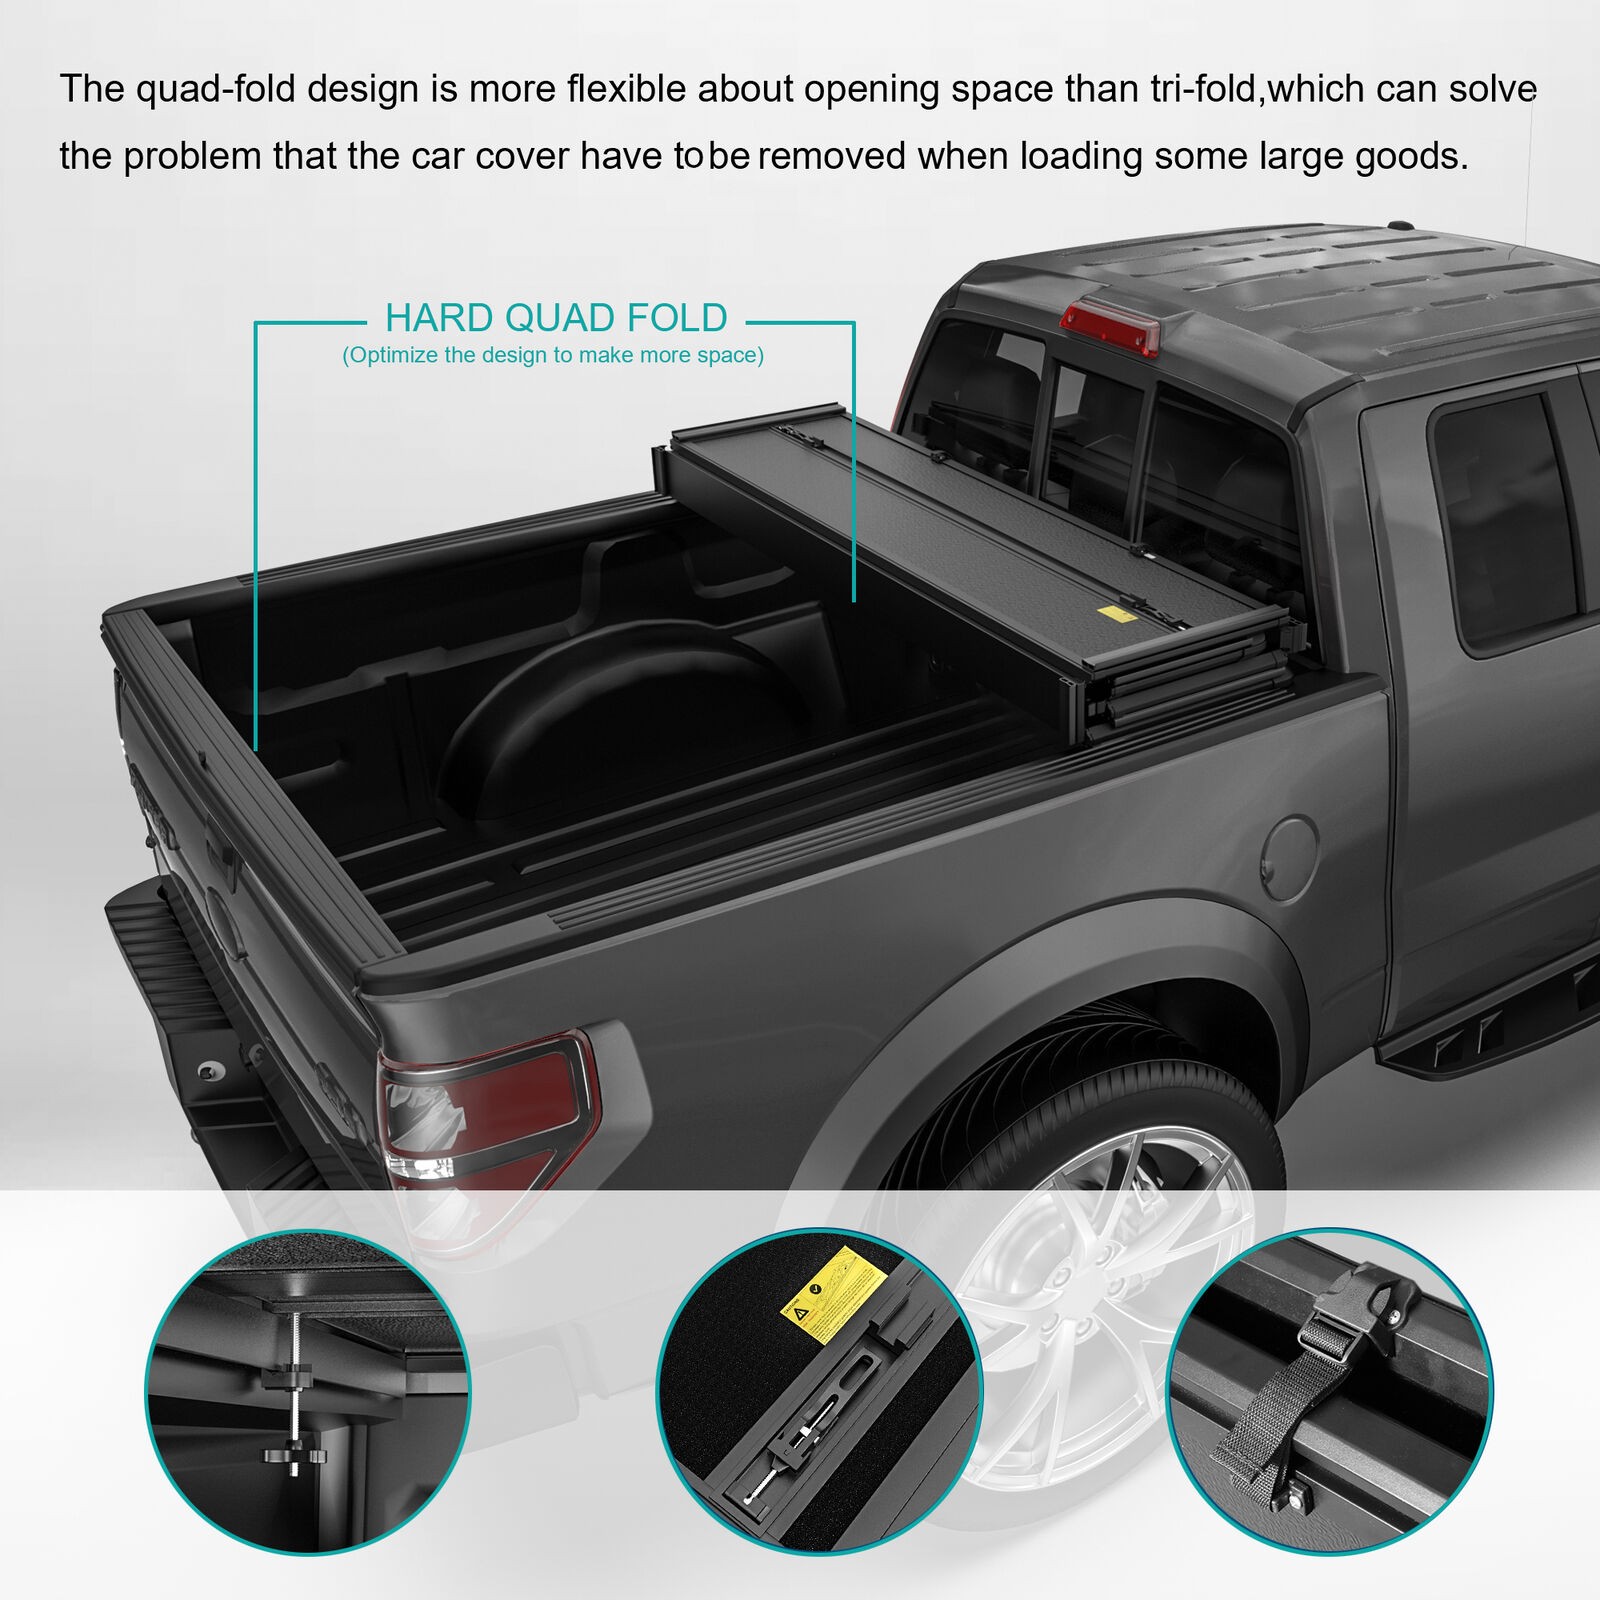 The quad-fold design is more flexible about opening space than tri-fold,which can solve
the problem that the car cover have to be removed when loading some large goods.
HARD QUAD FOLD
(Optimize the design to make more space)